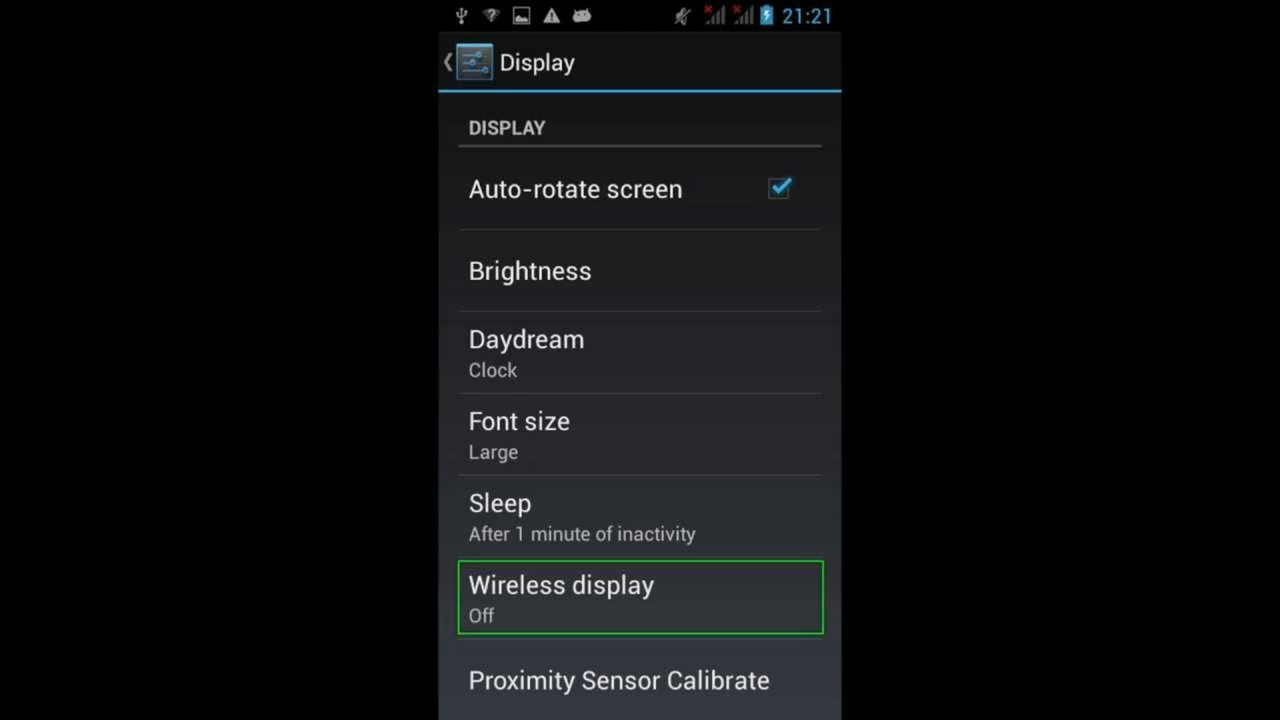 21:21
Display
DISPLAY
Auto-rotate screen
Brightness
Daydream
Clock
Font size
Large
Sleep
After 1 minute of inactivity
Wireless display
Off
Proximity Sensor Calibrate